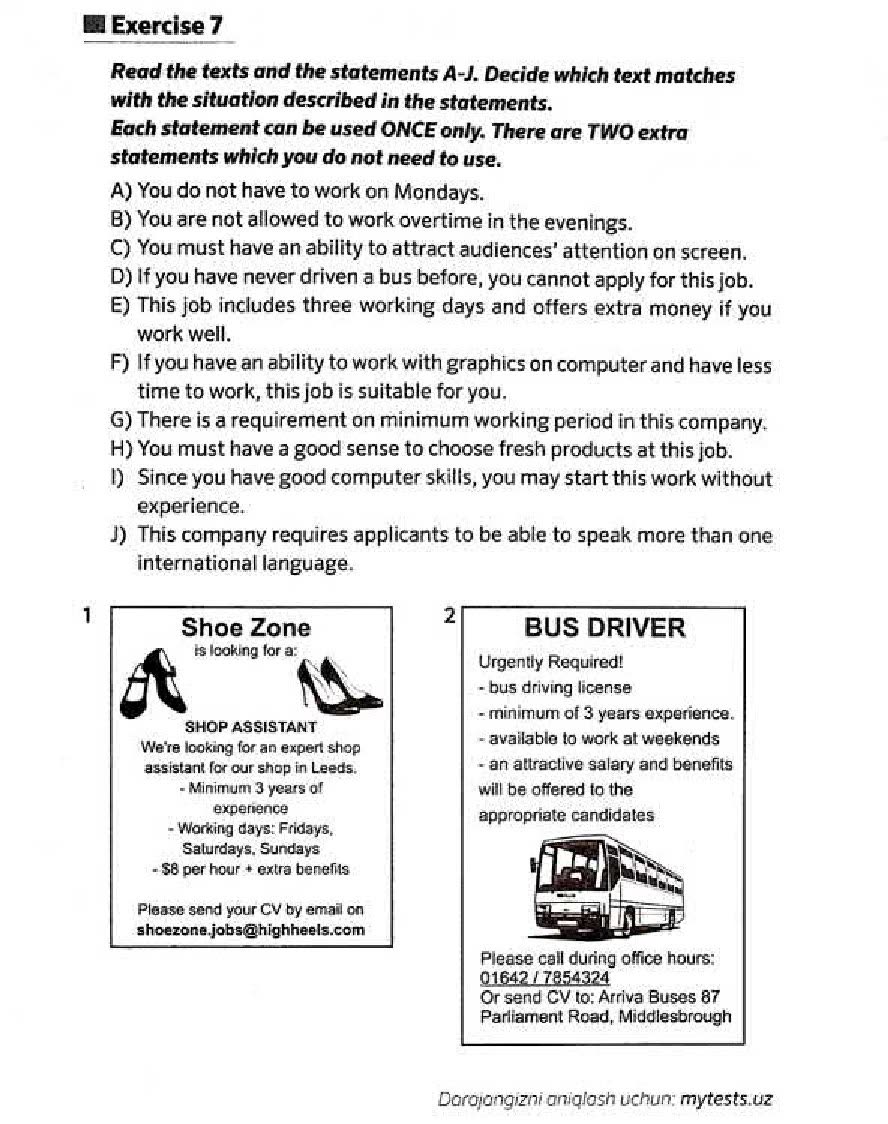 Exercise 7
Read the texts and the statements A-J. Decide which text matches
with the situation described in the statements.
Each statement can be used ONCE only. There are TWO extra
statements which you do not need to use.
A) You do not have to work on Mondays.
B) You are not allowed to work overtime in the evenings.
C) You must have an ability to attract audiences' attention on screen.
D) If you have never driven a bus before, you cannot apply for this job.
E) This job includes three working days and offers extra money if you
work well.
F) If you have an ability to work with graphics on computer and have less
time to work, this job is suitable for you.
G) There is a requirement on minimum working period in this company.
H) You must have a good sense to choose fresh products at this job.
I) Since you have good computer skills, you may start this work without
experience.
J) This company requires applicants to be able to speak more than one
international language.
1
Shoe Zone
is looking for a:
SHOP ASSISTANT
We're looking for an expert shop
assistant for our shop in Leeds.
- Minimum 3 years of
experience
- Working days: Fridays,
Saturdays, Sundays
- $8 per hour + extra benefits
Please send your CV by email on
shoezone.jobs@highheels.com
2
BUS DRIVER
Urgently Required!
- bus driving license
- minimum of 3 years experience.
- available to work at weekends
- an attractive salary and benefits
will be offered to the
appropriate candidates
Please call during office hours:
01642 / 7854324
Or send CV to: Arriva Buses 87
Parliament Road, Middlesbrough
Darajangizni aniqlash uchun: mytests.uz